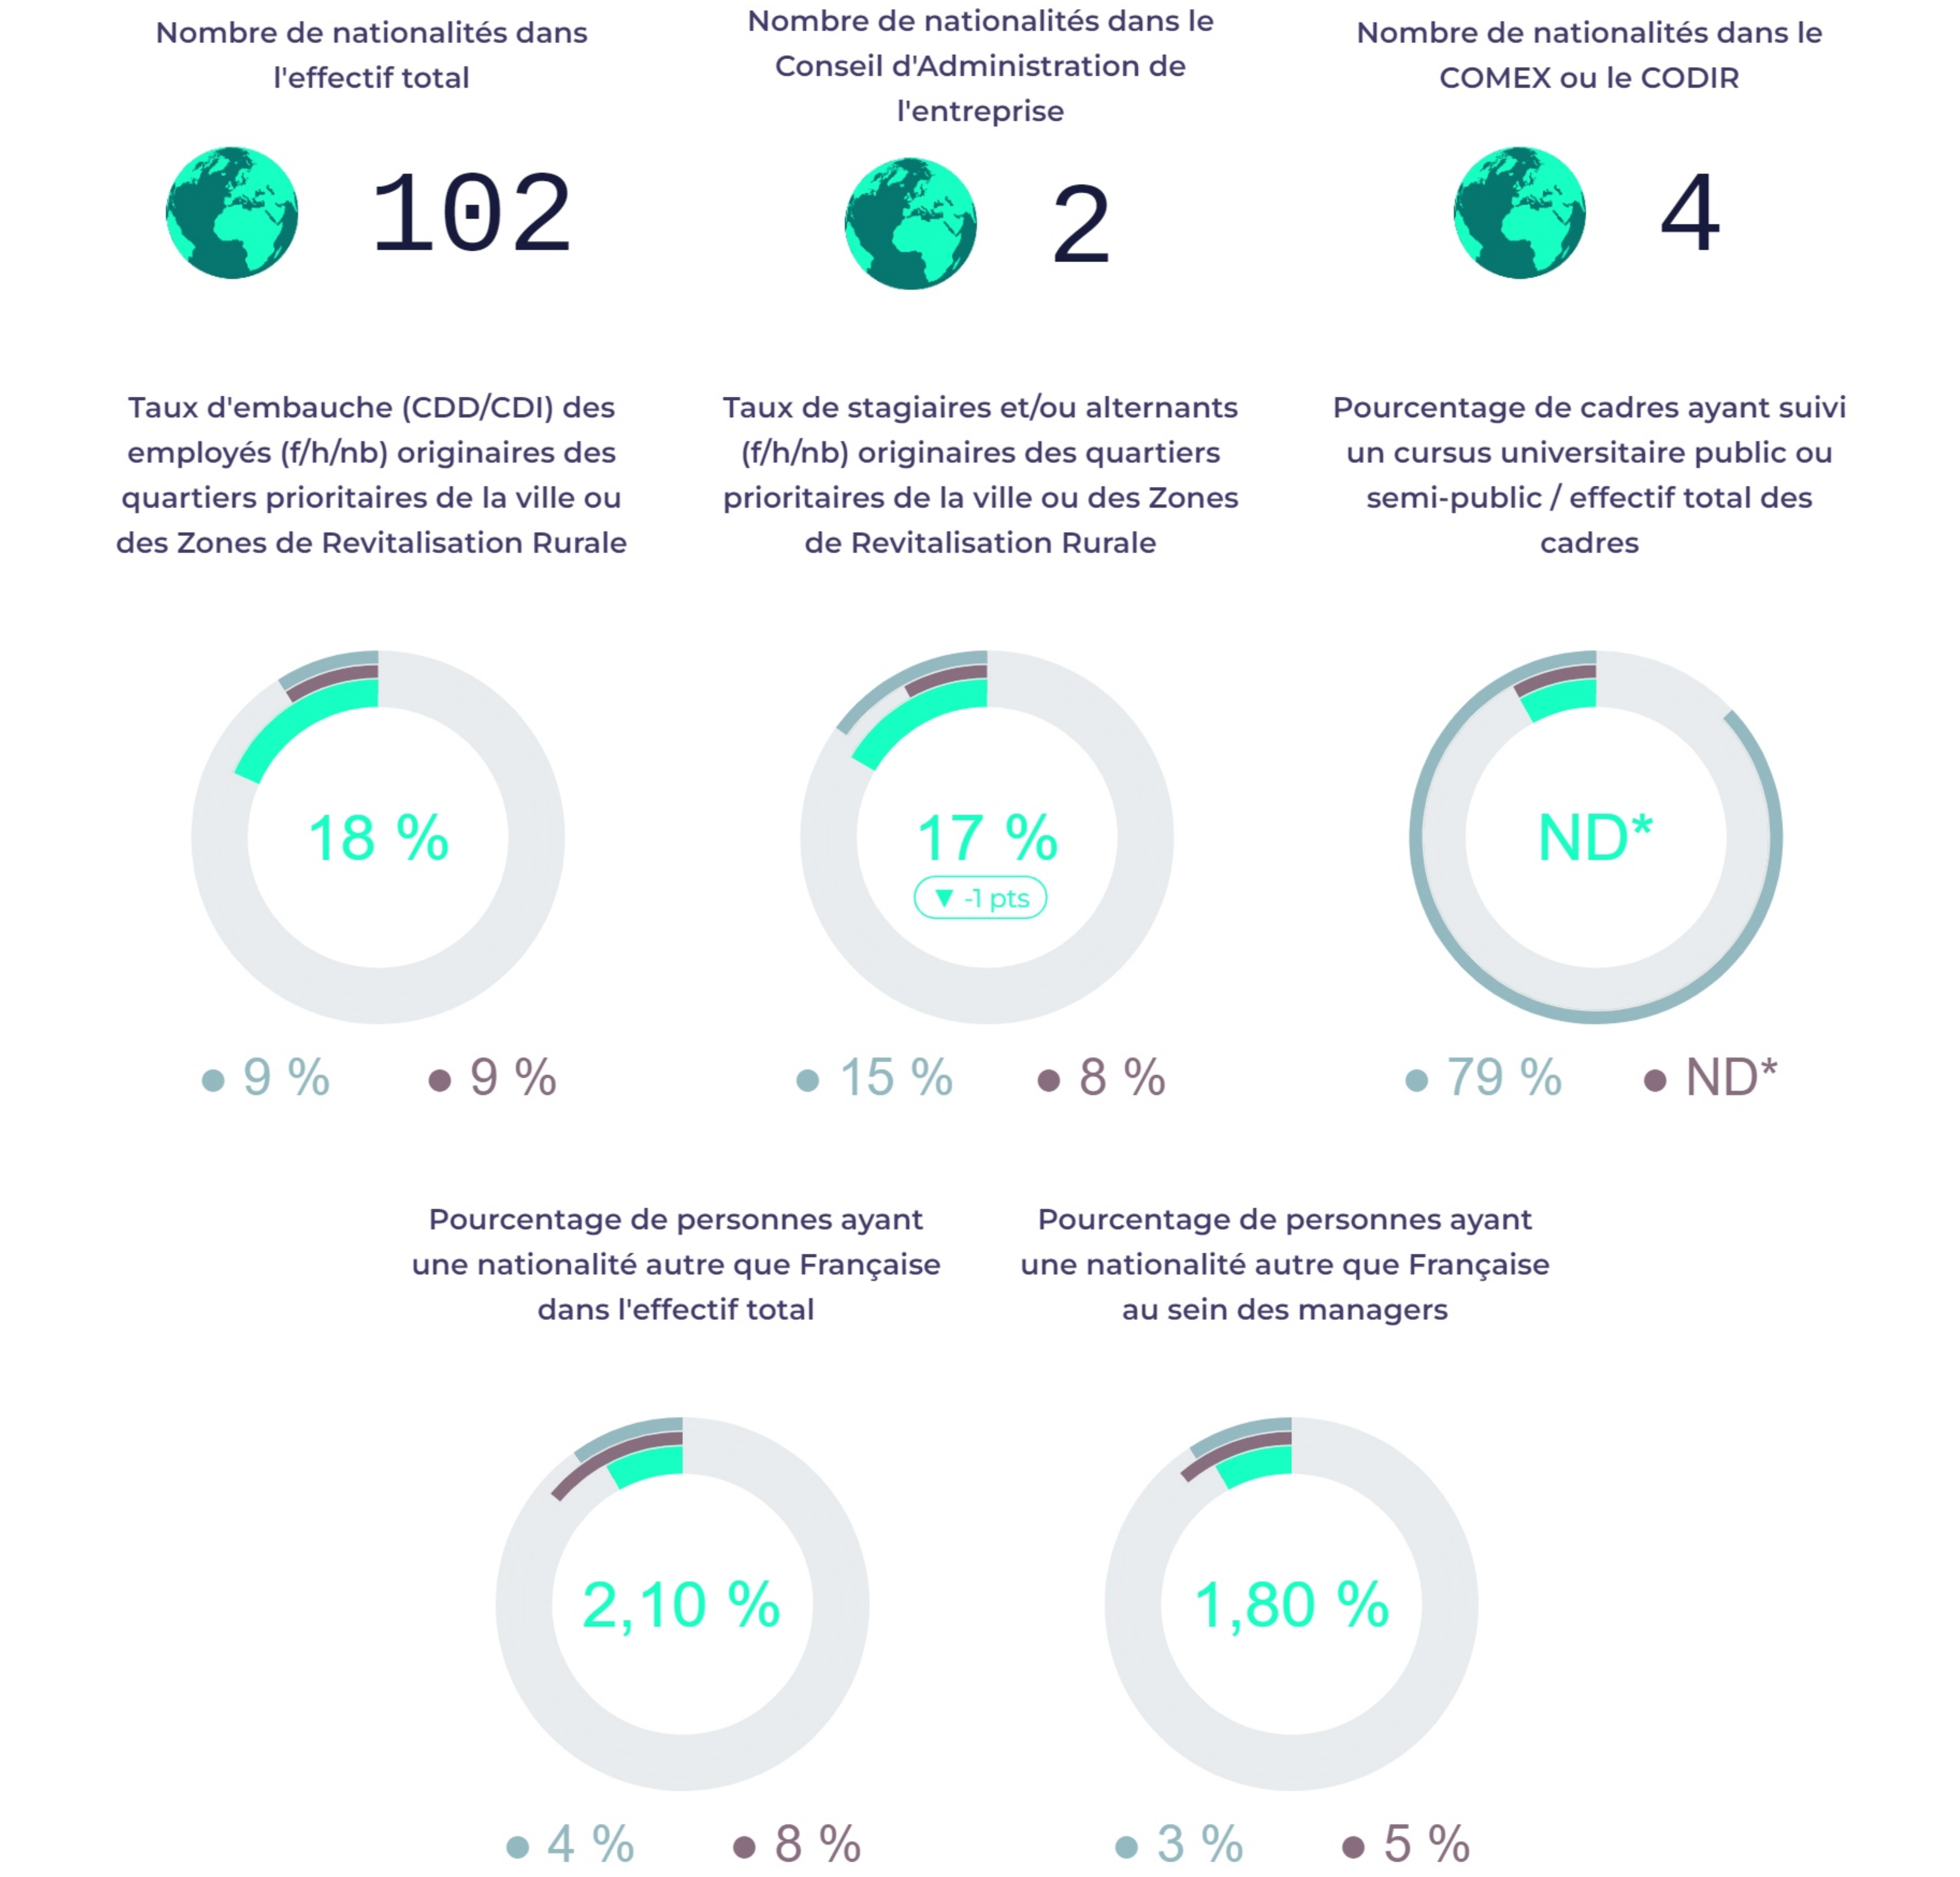 Nombre de nationalités dans
l'effectif total
102
Nombre de nationalités dans le
Conseil d'Administration de
l'entreprise
2
Nombre de nationalités dans le
COMEX ou le CODIR
4
Taux d'embauche (CDD/CDI) des
employés (f/h/nb) originaires des
quartiers prioritaires de la ville ou
des Zones de Revitalisation Rurale
18 %
9 %
9 %
Taux de stagiaires et/ou alternants
(f/h/nb) originaires des quartiers
prioritaires de la ville ou des Zones
de Revitalisation Rurale
17 %
▼ -1 pts
15 %
8 %
Pourcentage de cadres ayant suivi
un cursus universitaire public ou
semi-public / effectif total des
cadres
ND*
79 %
ND*
Pourcentage de personnes ayant
une nationalité autre que Française
dans l'effectif total
2,10 %
4 %
8 %
Pourcentage de personnes ayant
une nationalité autre que Française
au sein des managers
1,80 %
3 %
5 %